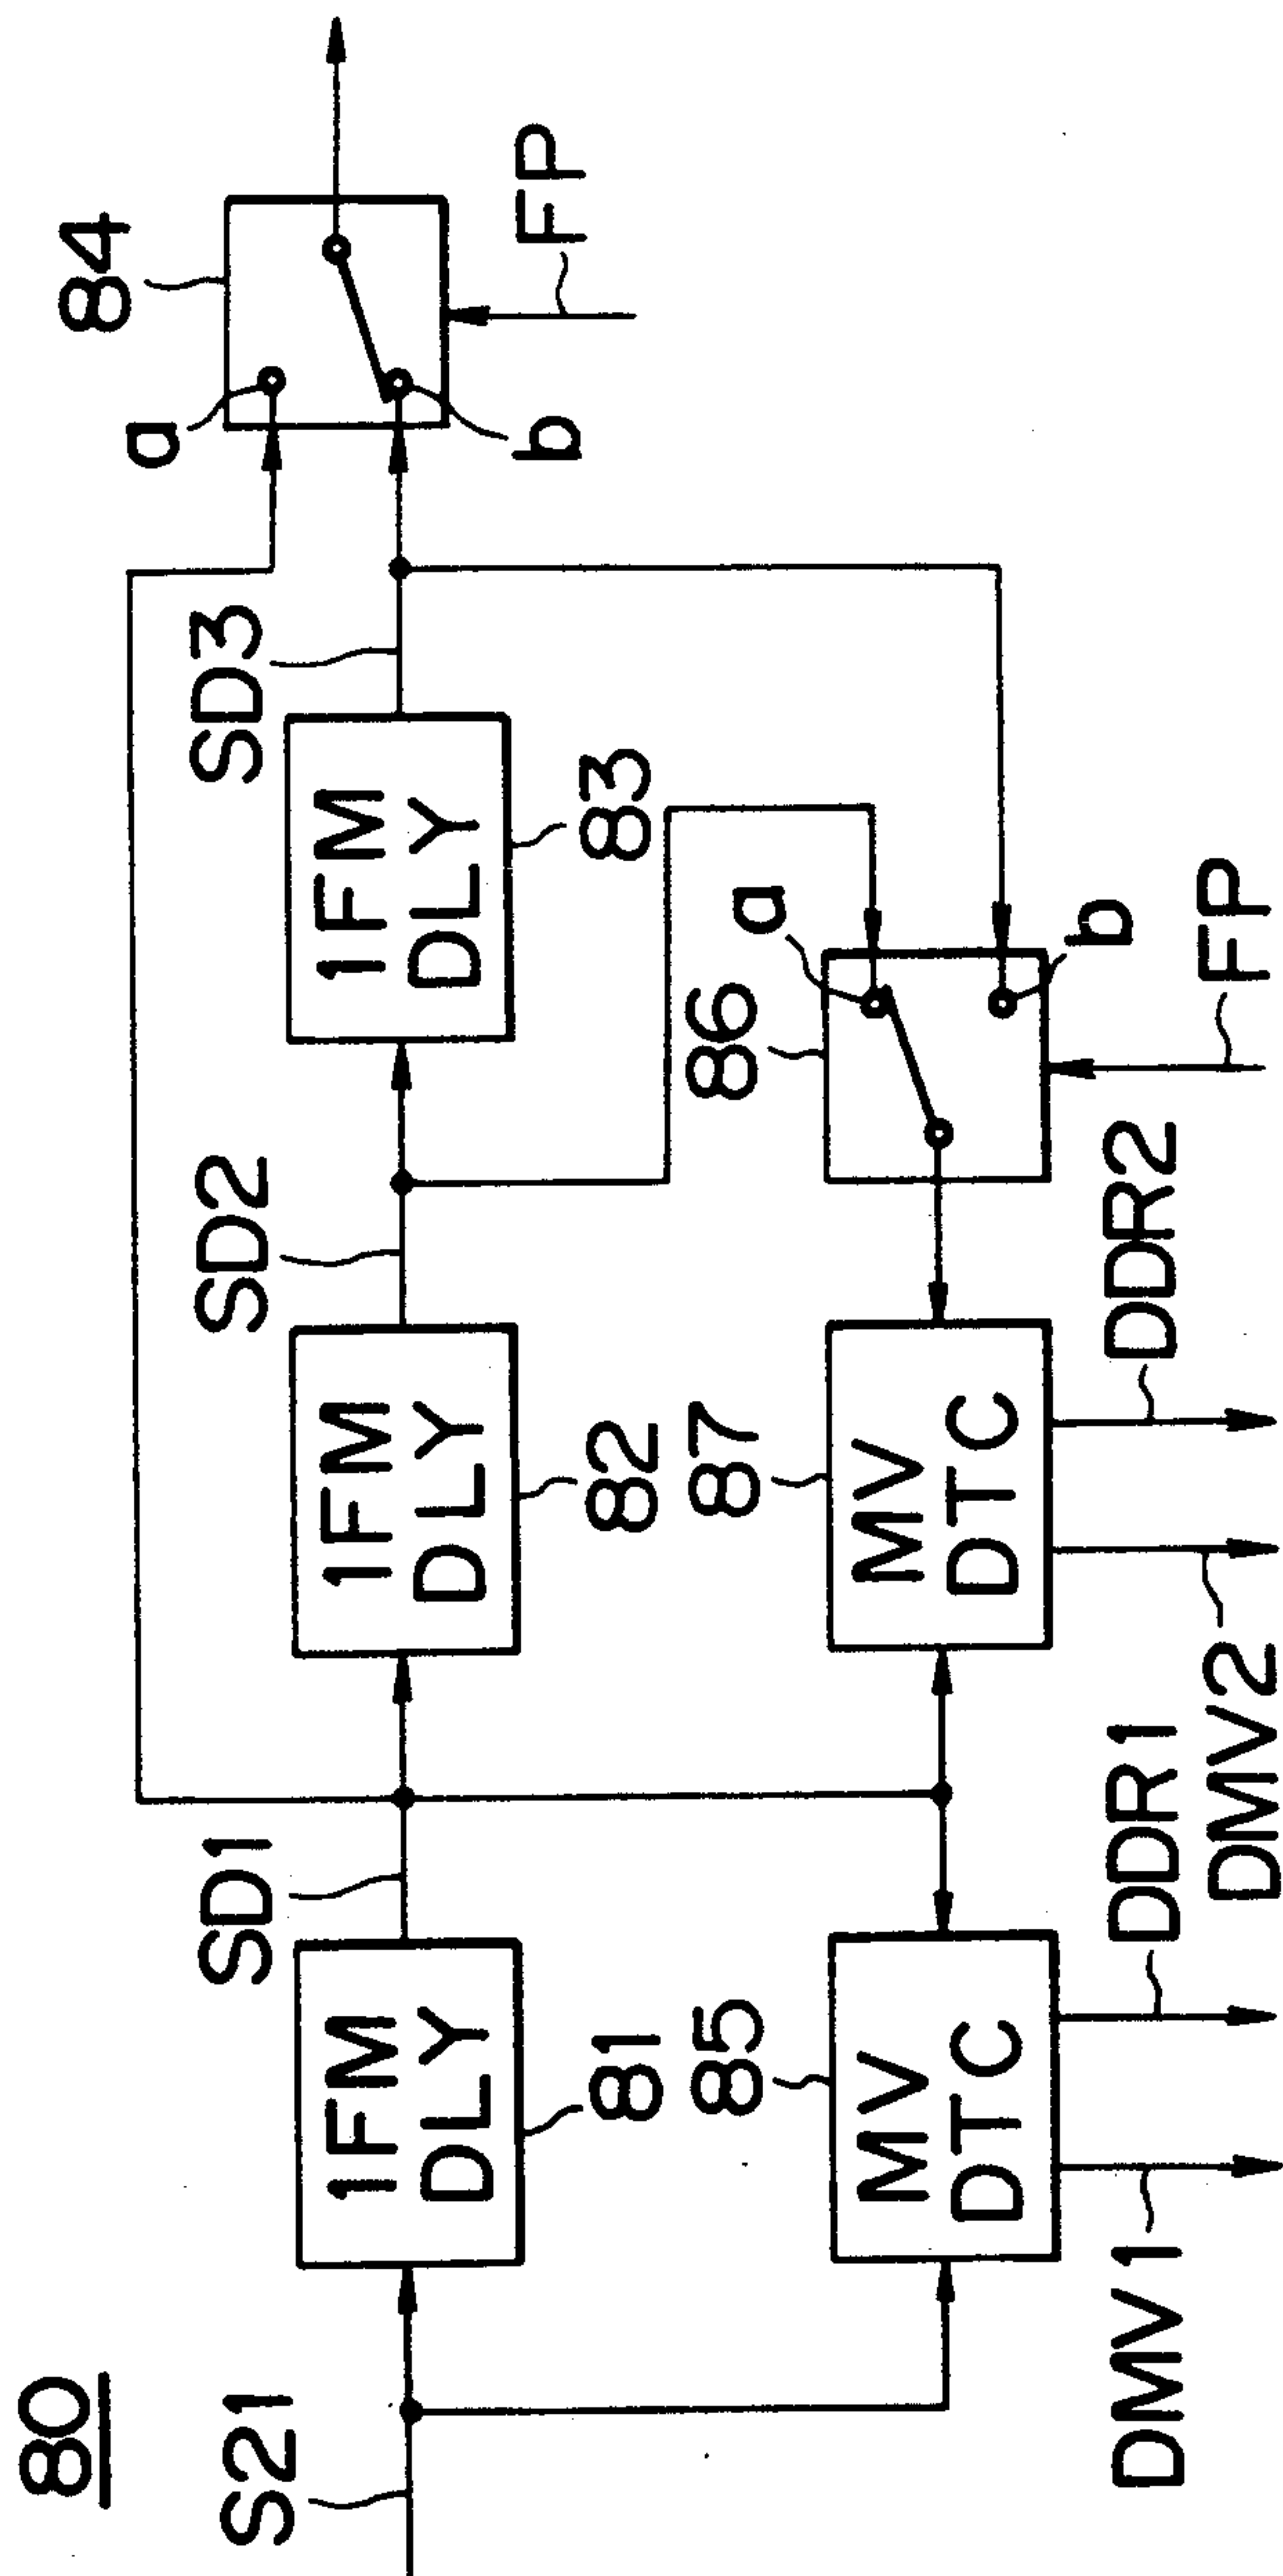 80
S21
1FM
DLY
81
SD1
1FM
DLY
82
SD2
1FM
DLY
83
SD3
a
b
84
FP
MV
DTC
85
DMV1
DDR1
MV
DTC
87
DMV2
DDR2
86
a
b
FP